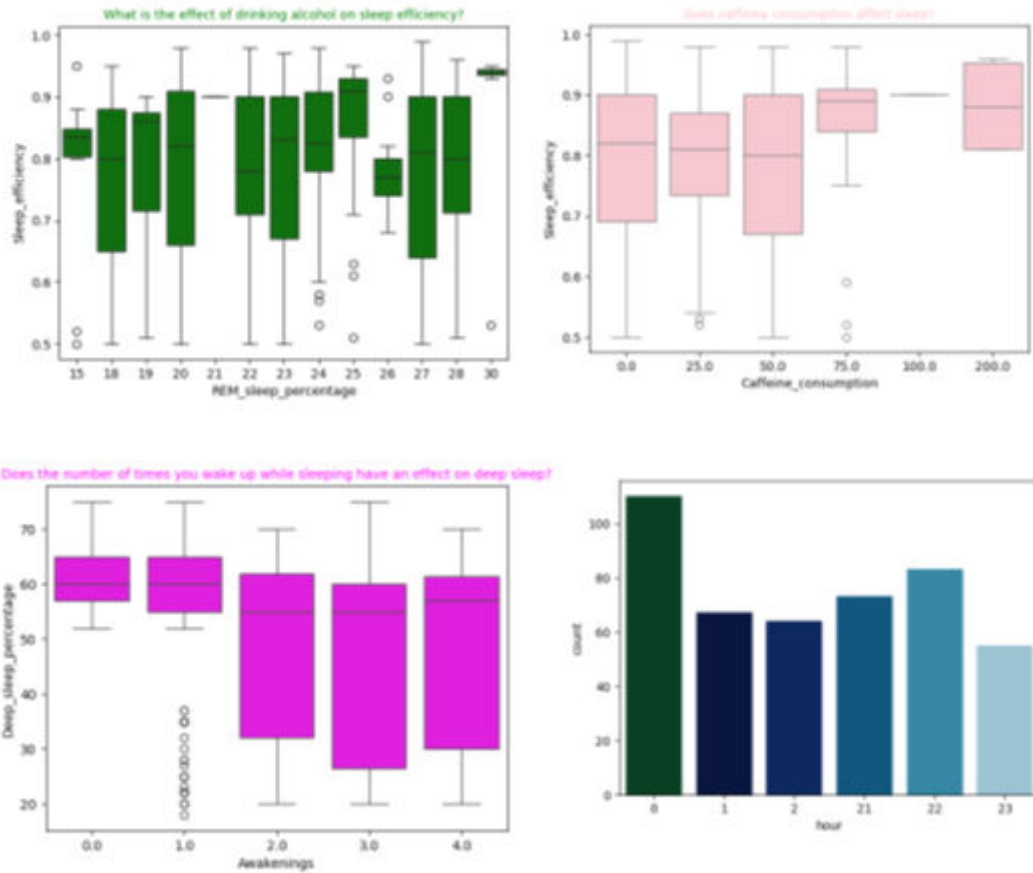 What is the effect of drinking alcohol on sleep efficiency?
1.0
0.9
0.8
0.7
0.6
0.5
Sleep_efficiency
15 18 19 20 21 22 23 24 25 26 27 28 30
REM_sleep_percentage
Does caffeine consumption affect sleep?
1.0
0.9
0.8
0.7
0.6
0.5
Sleep_efficiency
0.0 25.0 50.0 75.0 100.0 200.0
Caffeine_consumption
Does the number of times you wake up while sleeping have an effect on deep sleep?
70
60
50
40
30
20
Deep_sleep_percentage
0.0 1.0 2.0 3.0 4.0
Awakenings
100
80
60
40
20
0
count
0 1 2 21 22 23
hour